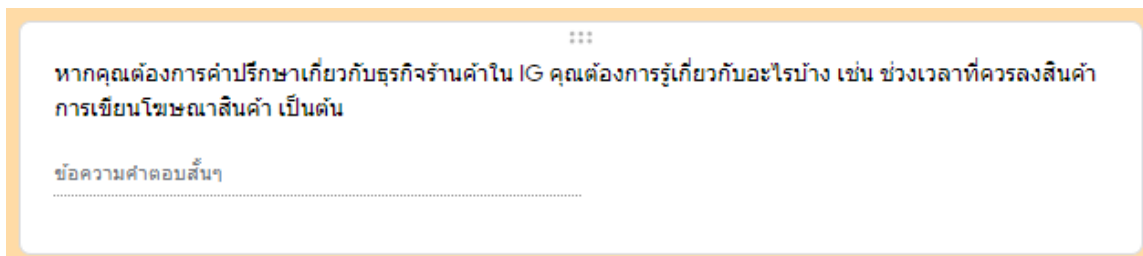 หากคุณต้องการคำปรึกษาเกี่ยวกับธุรกิจร้านค้าใน IG คุณต้องการรู้เกี่ยวกับอะไรบ้าง เช่น ช่วงเวลาที่ควรลงสินค้า
การเขียนโฆษณาสินค้า เป็นต้น
ข้อความคำตอบสั้นๆ